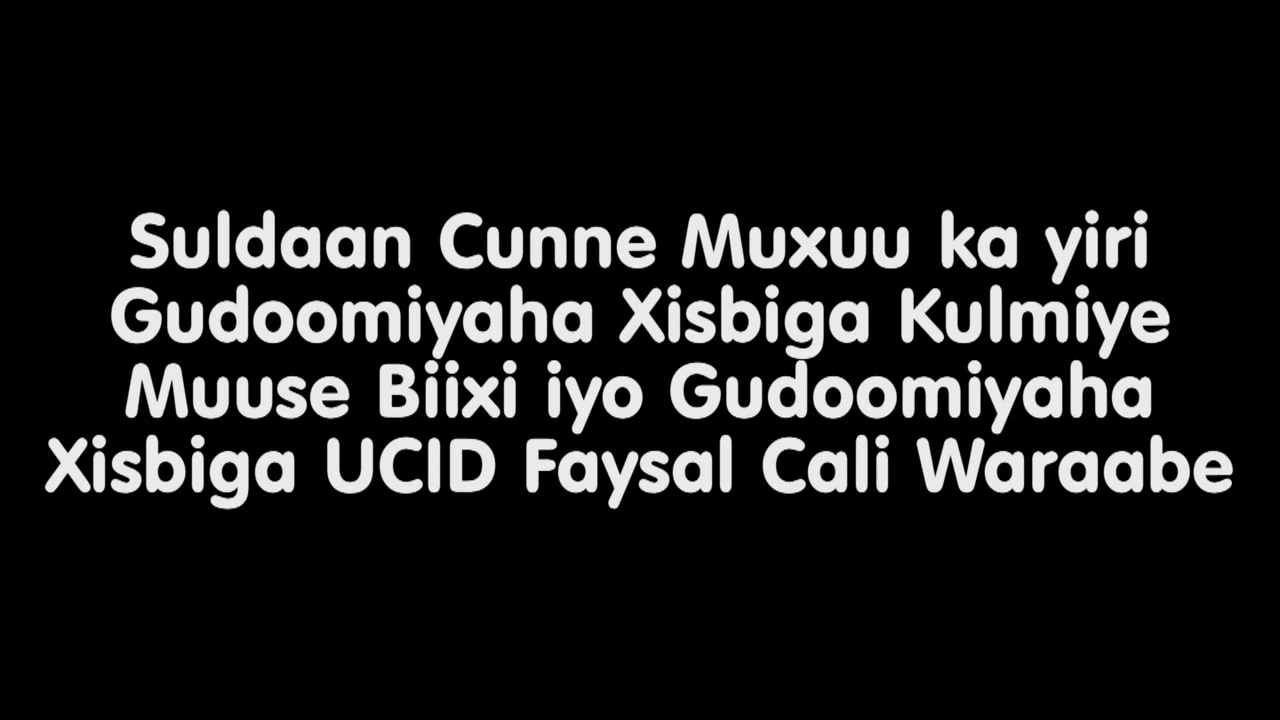 Suldaan Cunne Muxuu ka yiri
Gudoomiyaha Xisbiga Kulmiye
Muuse Biixi iyo Gudoomiyaha
Xisbiga UCID Faysal Cali Waraabe